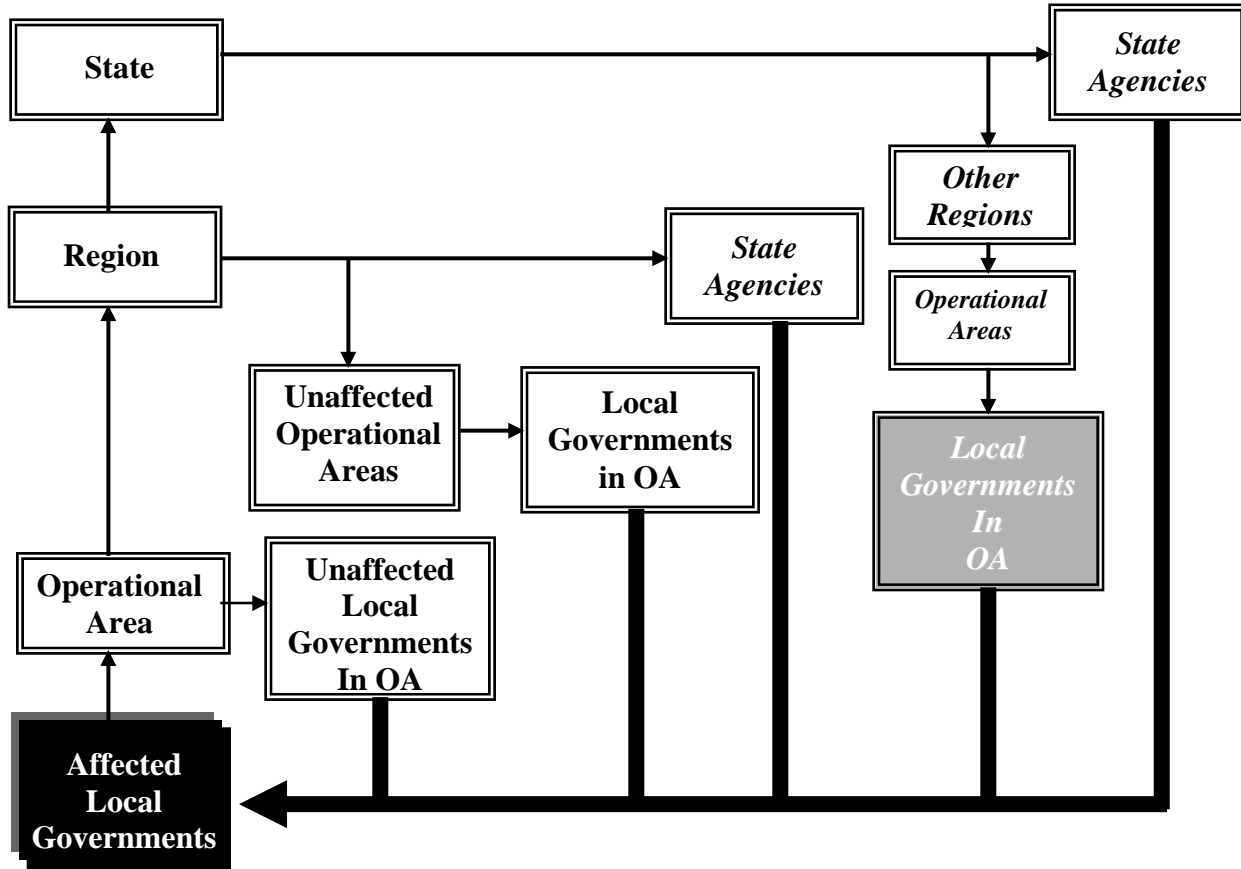 State
State
Agencies
Other
Regions
Region
State
Agencies
Operational
Areas
Unaffected
Operational
Areas
Local
Governments
in OA
Local
Governments
In
OA
Operational
Area
Unaffected
Local
Governments
In OA
Affected
Local
Governments